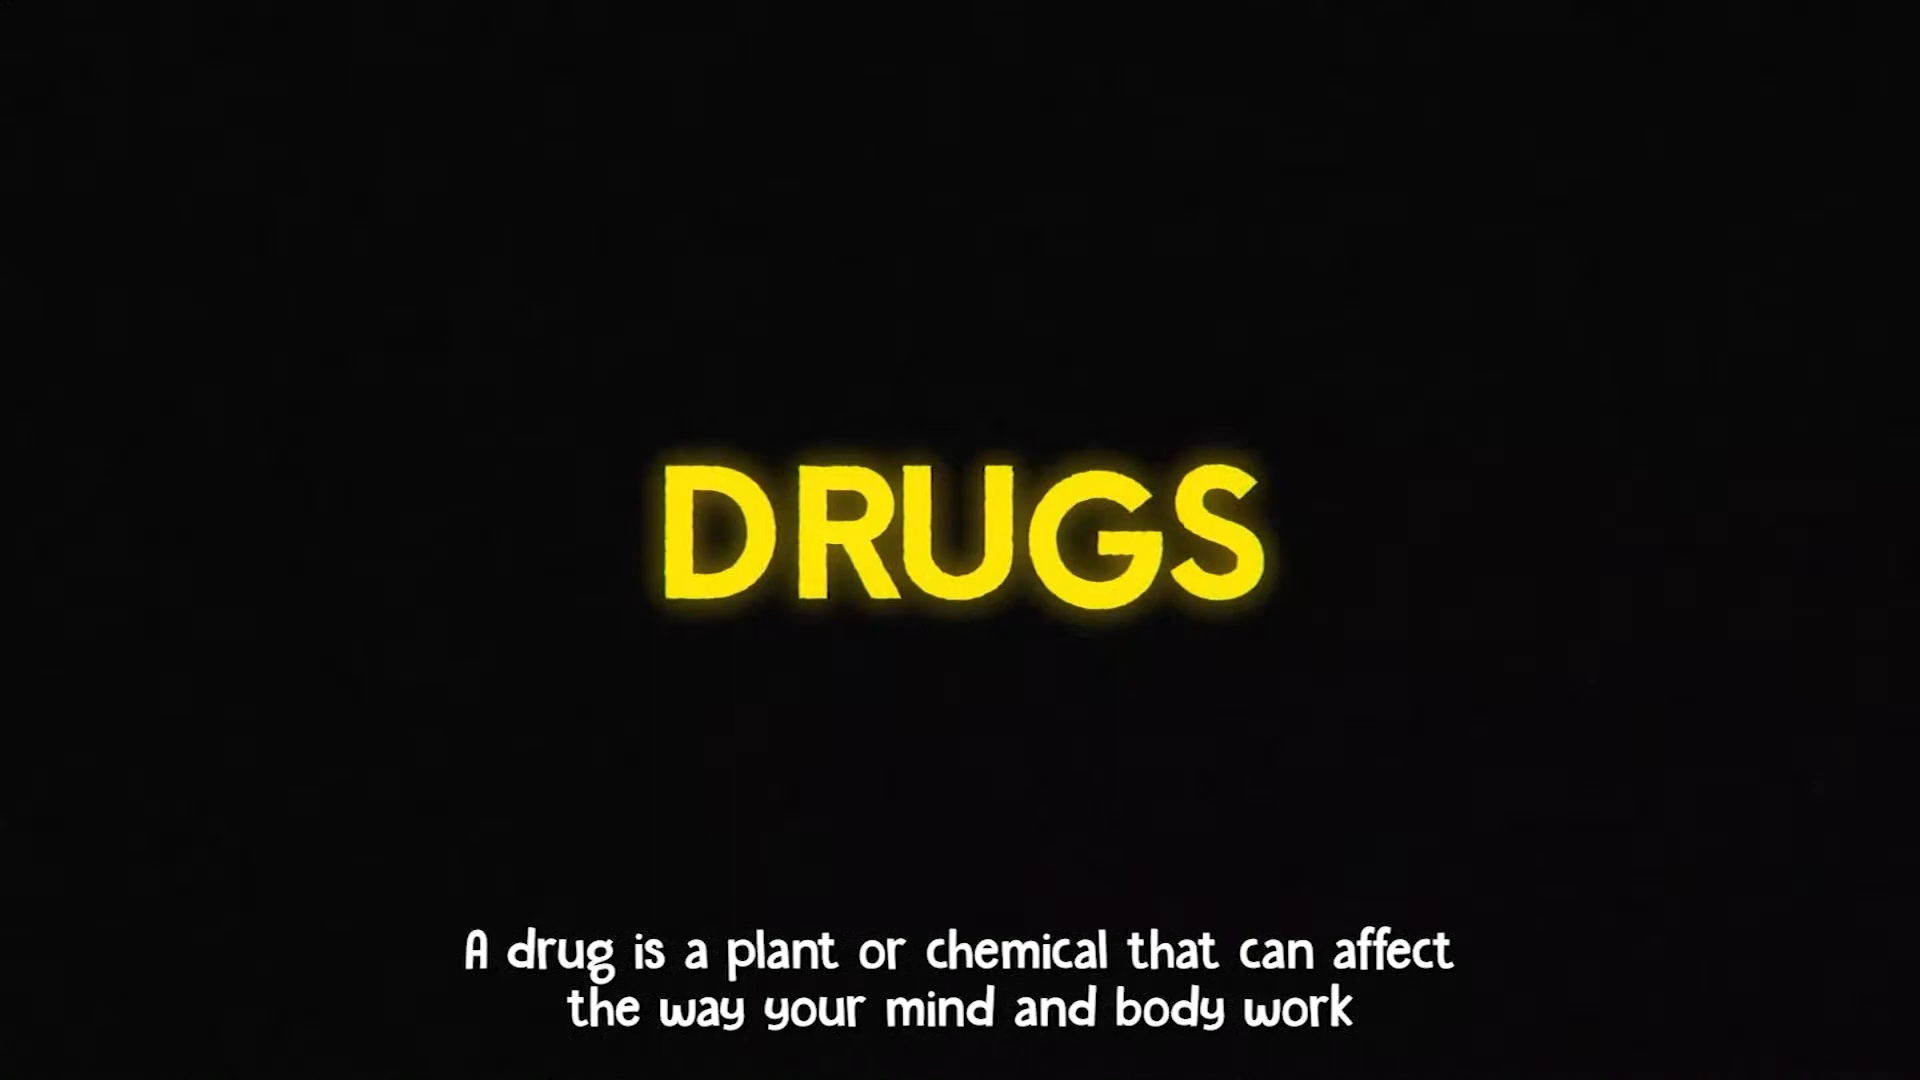 DRUGS
A drug is a plant or chemical that can affect
the way your mind and body work